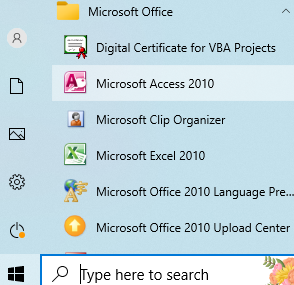 Microsoft Office
Digital Certificate for VBA Projects
Microsoft Access 2010
Microsoft Clip Organizer
Microsoft Excel 2010
Microsoft Office 2010 Language Pre...
Microsoft Office 2010 Upload Center
Type here to search